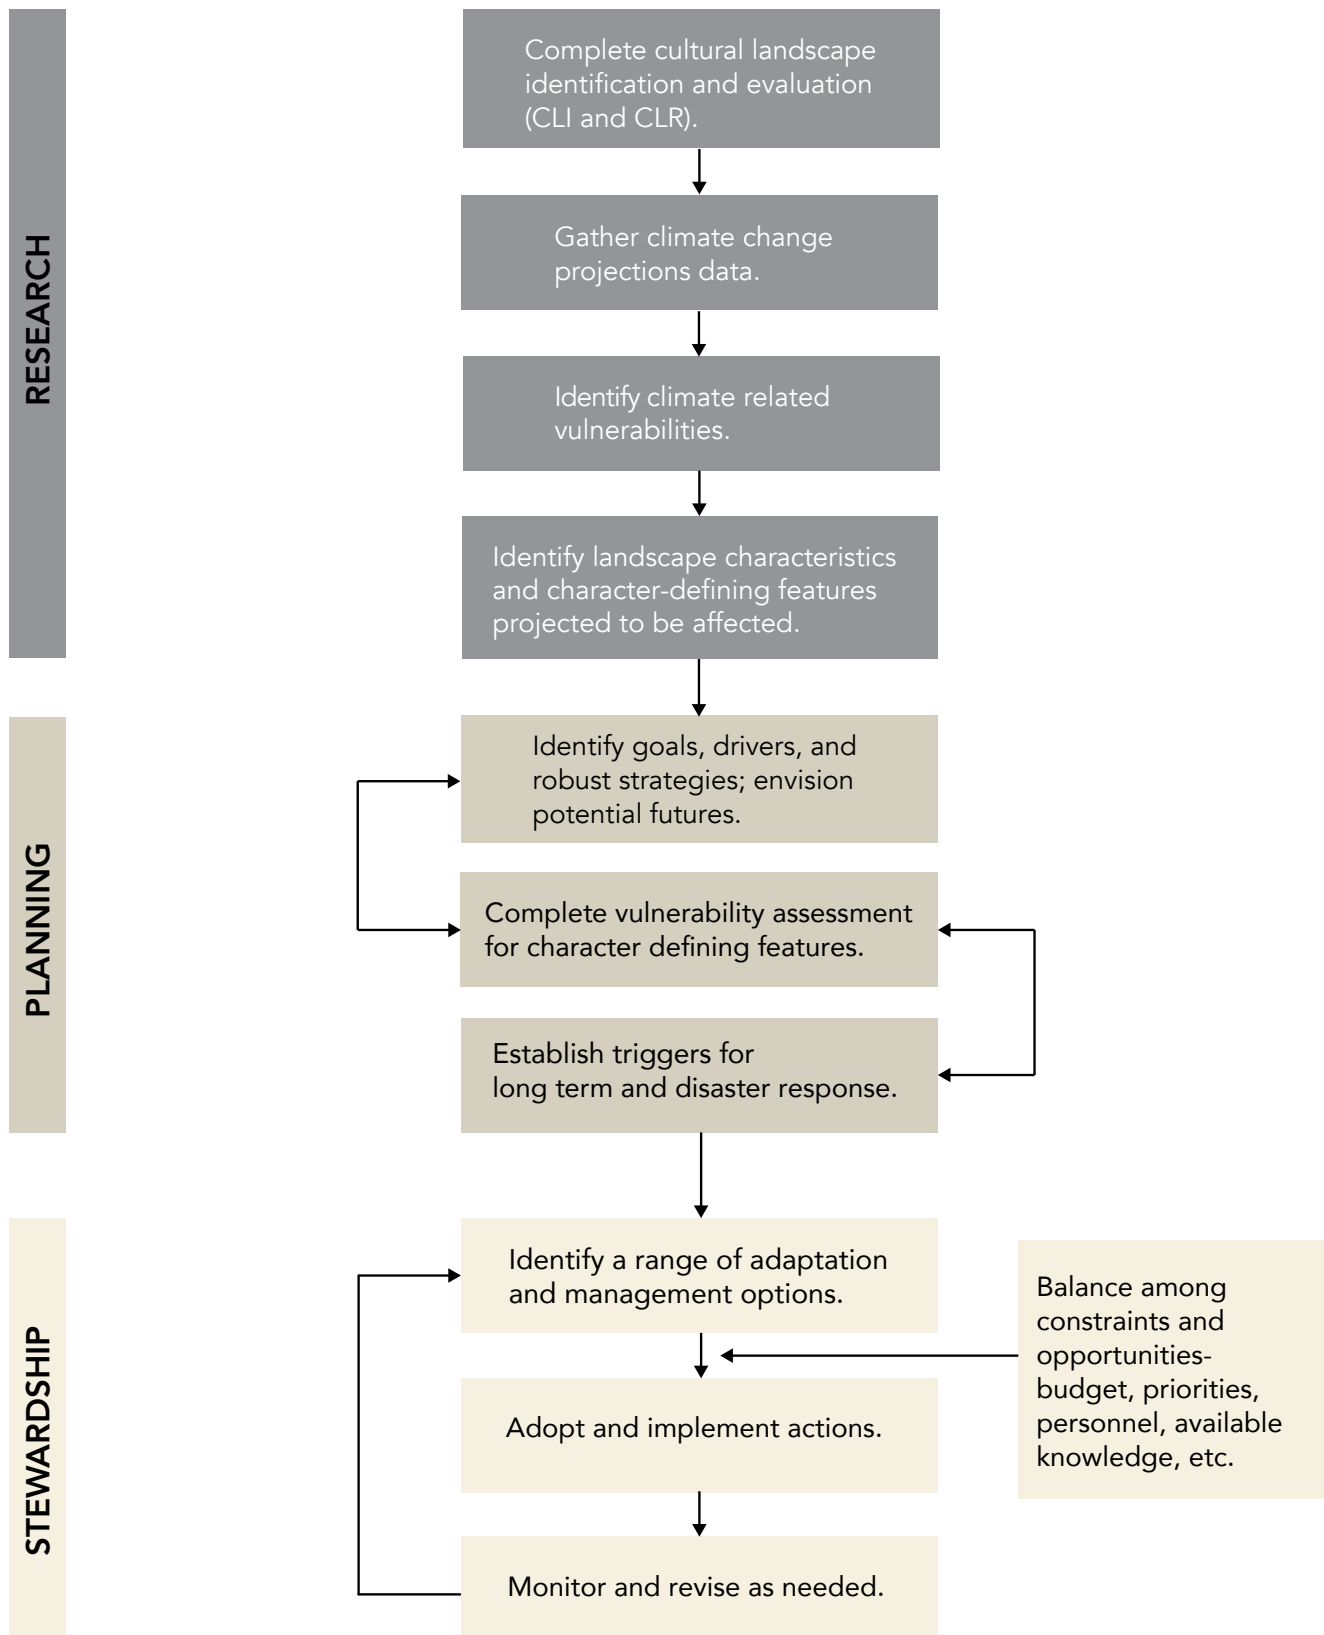 RESEARCH
Complete cultural landscape
identification and evaluation
(CLI and CLR).
Gather climate change
projections data.
Identify climate related
vulnerabilities.
Identify landscape characteristics
and character-defining features
projected to be affected.
PLANNING
Identify goals, drivers, and
robust strategies; envision
potential futures.
Complete vulnerability assessment
for character defining features.
Establish triggers for
long term and disaster response.
STEWARDSHIP
Identify a range of adaptation
and management options.
Balance among
constraints and
opportunities-
budget, priorities,
personnel, available
knowledge, etc.
Adopt and implement actions.
Monitor and revise as needed.